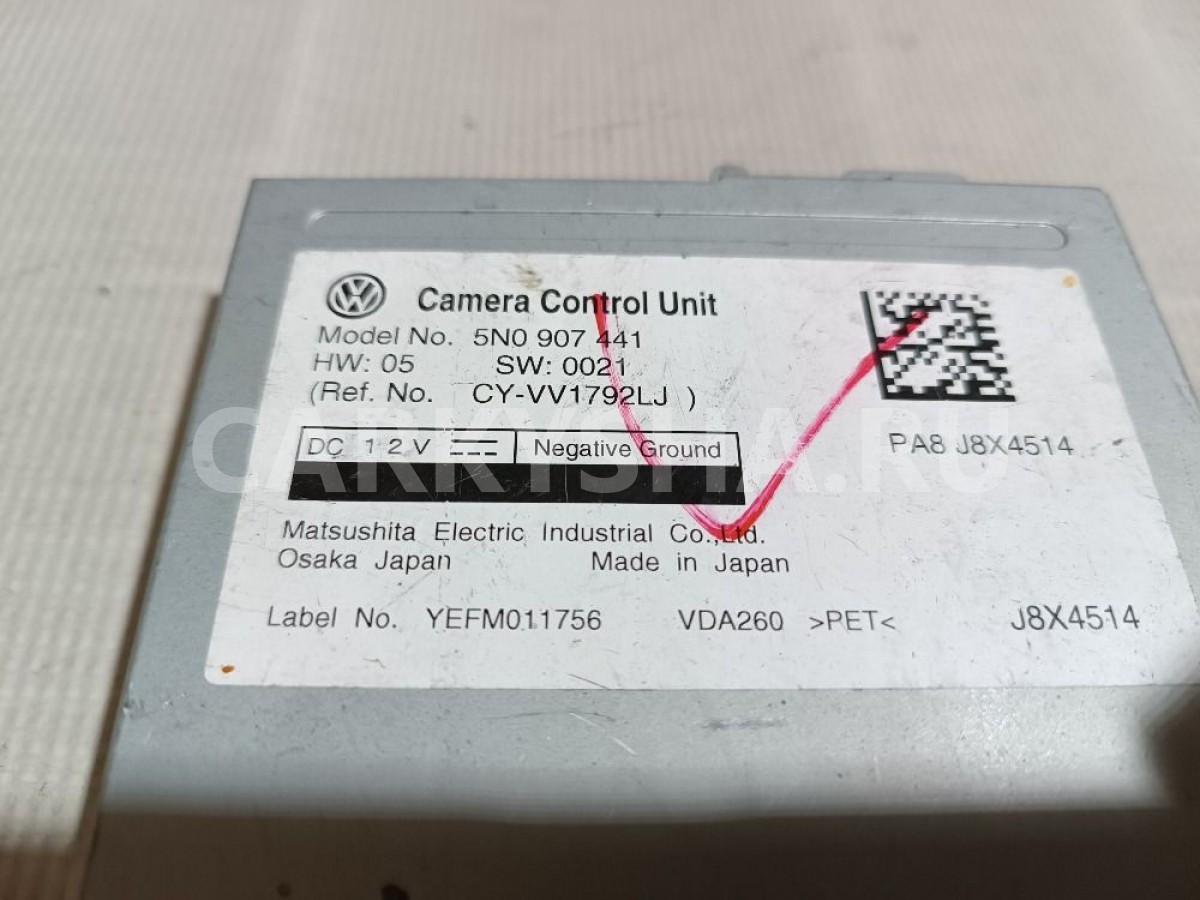 Camera Control Unit
Model No. 5N0 907 441
HW: 05 SW: 0021
(Ref. No. CY-VV1792LJ )
DC 12V Negative Ground
PA8 J8X4514
CARKYSHA.RU
Matsushita Electric Industrial Co.,Ltd.
Osaka Japan Made in Japan
Label No. YEFM011756 VDA260 >PET< J8X4514